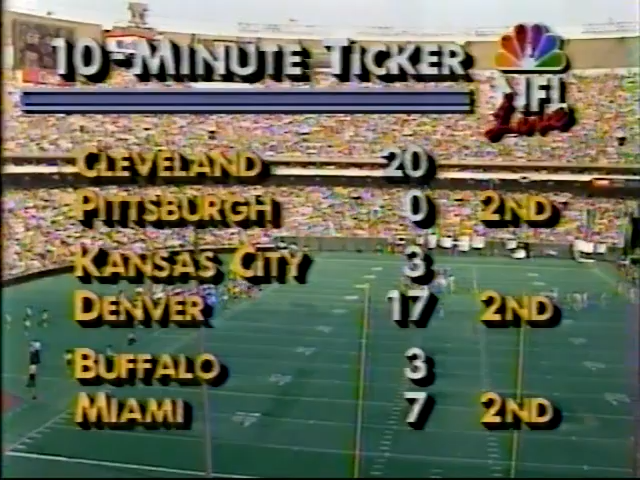 10-MINUTE TICKER
NFL
Live
CLEVELAND 20
PITTSBURGH 0 2ND
KANSAS CITY 3
DENVER 17 2ND
BUFFALO 3
MIAMI 7 2ND